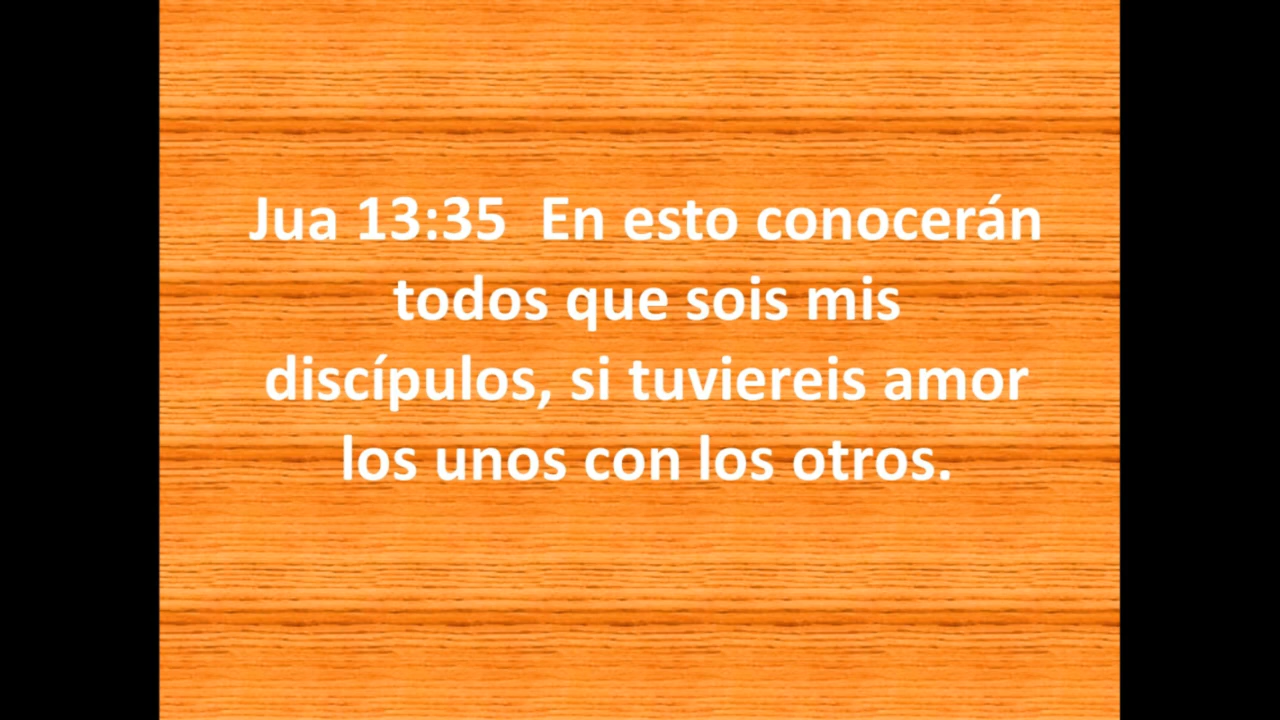 Jua 13:35 En esto conocerán
todos que sois mis
discípulos, si tuviereis amor
los unos con los otros.